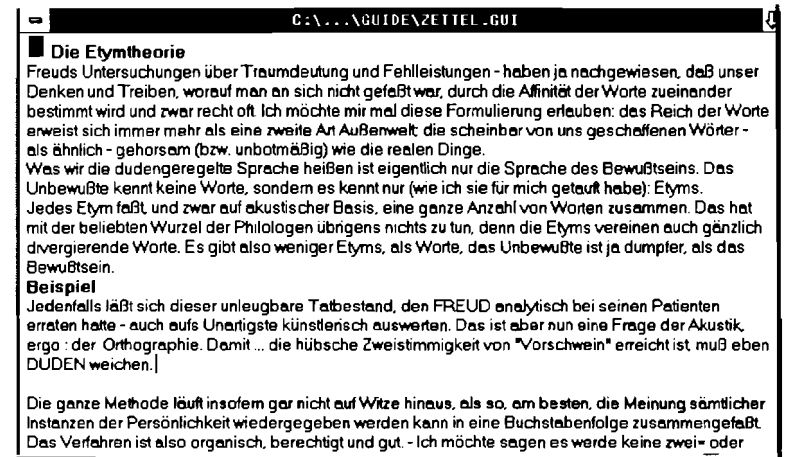 C:\...\GUIDE\ZETTEL.GUI
Die Etymtheorie
Freuds Untersuchungen über Traumdeutung und Fehlleistungen - haben ja nachgewiesen, daß unser
Denken und Treiben, worauf man an sich nicht gefaßt war, durch die Affinität der Worte zueinander
bestimmt wird und zwar recht oft. Ich möchte mir mal diese Formulierung erlauben: das Reich der Worte
erweist sich immer mehr als eine zweite Art Außenwelt; die scheinbar von uns geschaffenen Wörter -
als ähnlich - gehorsam (bzw. unbotmäßig) wie die realen Dinge.
Was wir die dudengeregelte Sprache heißen ist eigentlich nur die Sprache des Bewußtseins. Das
Unbewußte kennt keine Worte, sondern es kennt nur (wie ich sie für mich getauft habe): Etyms.
Jedes Etym faßt, und zwar auf akustischer Basis, eine ganze Anzahl von Worten zusammen. Das hat
mit der beliebten Wurzel der Philologen übrigens nichts zu tun, denn die Etyms vereinen auch gänzlich
divergierende Worte. Es gibt also weniger Etyms, als Worte, das Unbewußte ist ja dumpfer, als das
Bewußtsein.
Beispiel
Jedenfalls läßt sich dieser unleugbare Tatbestand, den FREUD analytisch bei seinen Patienten
erraten hatte - auch aufs Unartigste künstlerisch auswerten. Das ist aber nun eine Frage der Akustik,
ergo : der Orthographie. Damit ... die hübsche Zweistimmigkeit von "Vorschwein" erreicht ist, muß eben
DUDEN weichen.
Die ganze Methode läuft insofern gar nicht auf Witze hinaus, als so, am besten, die Meinung sämtlicher
Instanzen der Persönlichkeit wiedergegeben werden kann in eine Buchstabenfolge zusammengefaßt.
Das Verfahren ist also organisch, berechtigt und gut. - Ich möchte sagen es werde keine zwei= oder